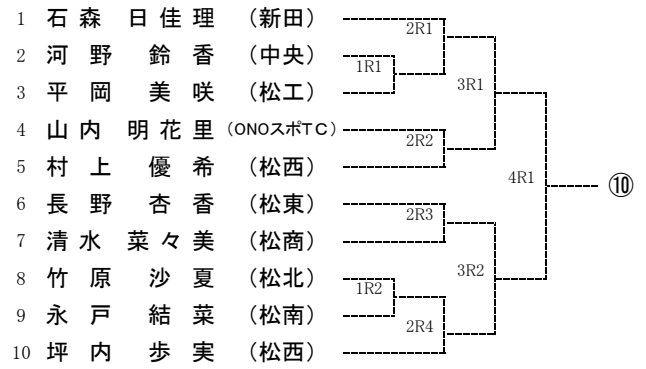 1 石森 日佳理 （新田）
2R1
2 河野 鈴香 （中央）
1R1
3 平岡 美咲 （松工）
3R1
4 山内 明花里 （ONOスポTC）
2R2
5 村上 優希 （松西）
4R1 ⑩
6 長野 杏香 （松東）
2R3
7 清水 菜々美 （松商）
3R2
8 竹原 沙夏 （松北）
1R2
9 永戸 結菜 （松南）
2R4
10 坪内 歩実 （松西）